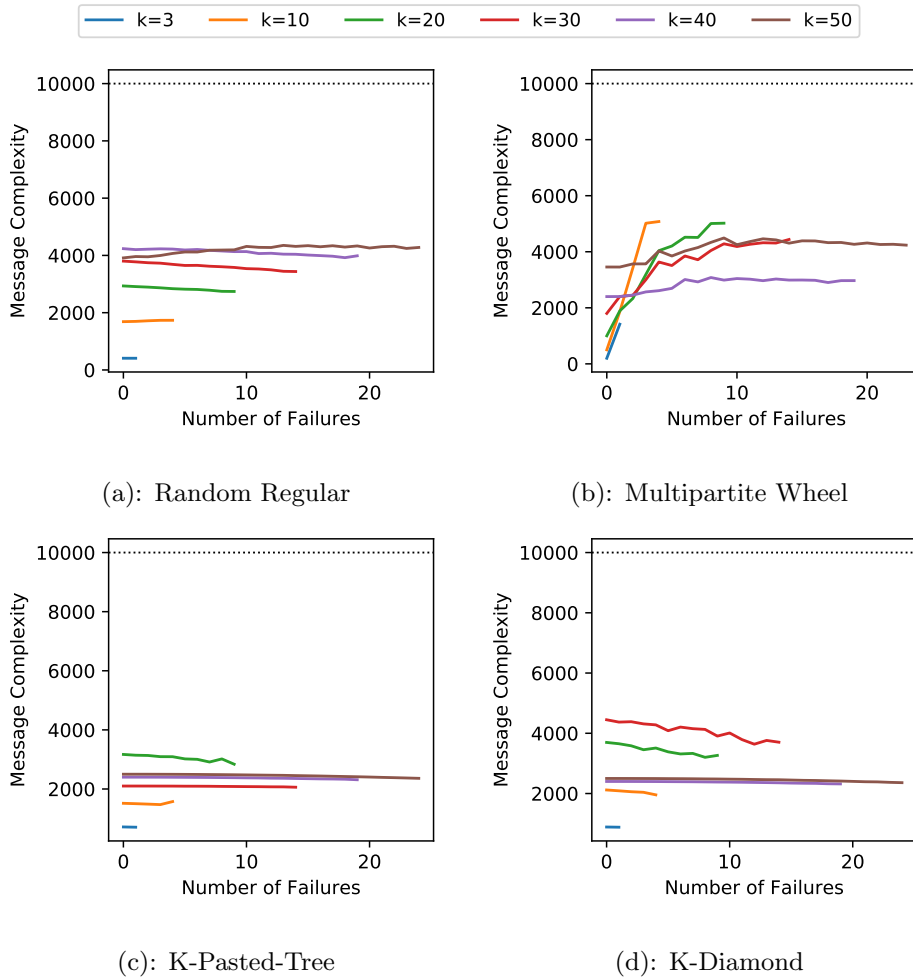 k=3 k=10 k=20 k=30 k=40 k=50
10000
8000
6000
4000
2000
0
Message Complexity
0 10 20
Number of Failures
(a): Random Regular
10000
8000
6000
4000
2000
0
Message Complexity
0 10 20
Number of Failures
(b): Multipartite Wheel
10000
8000
6000
4000
2000
Message Complexity
0 10 20
Number of Failures
(c): K-Pasted-Tree
10000
8000
6000
4000
2000
Message Complexity
0 10 20
Number of Failures
(d): K-Diamond